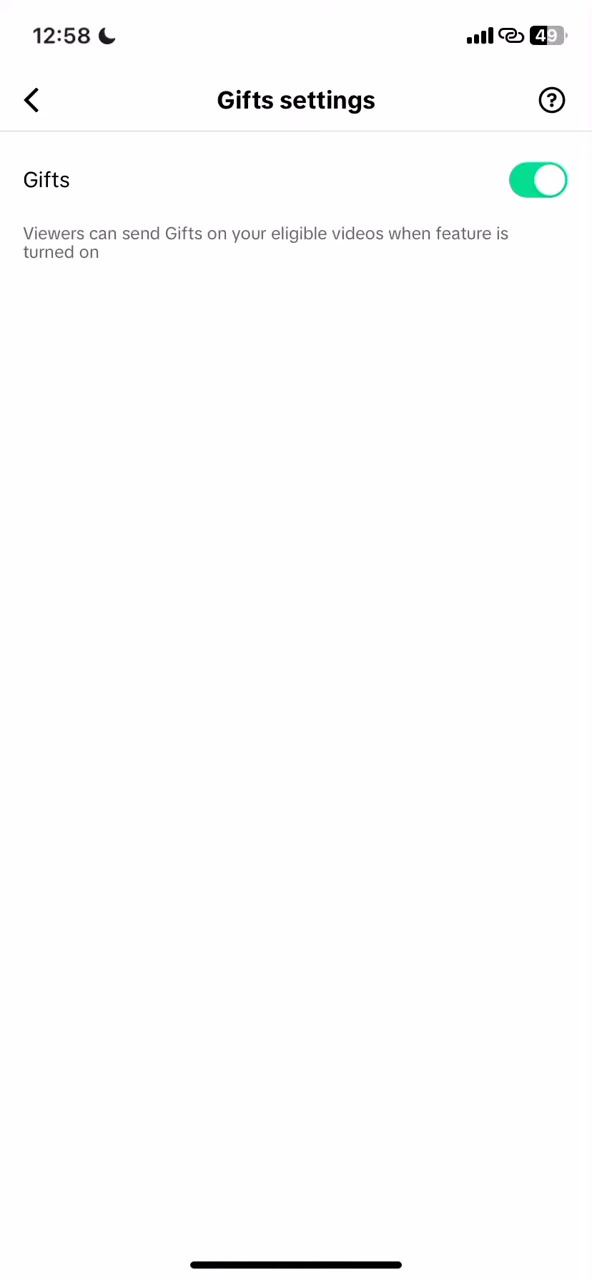 12:58
49
Gifts settings
Gifts
Viewers can send Gifts on your eligible videos when feature is
turned on